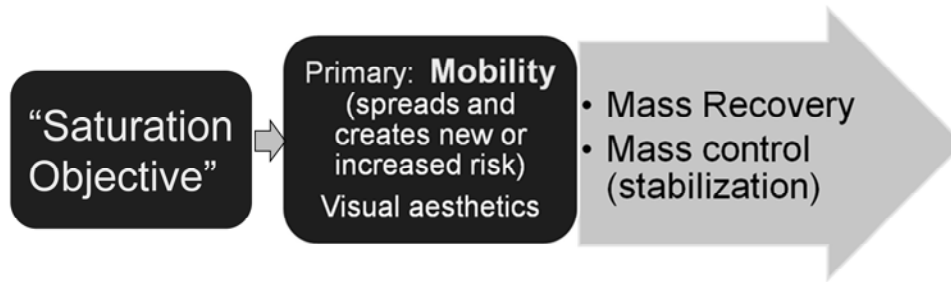 “Saturation
Objective”
Primary: Mobility
(spreads and
creates new or
increased risk)
Visual aesthetics
• Mass Recovery
• Mass control
(stabilization)